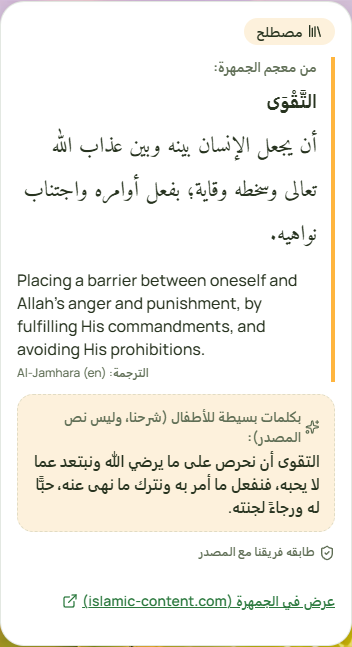 مصطلح
من معجم الجمهرة:
التَّقْوَى
أن يجعل الإنسان بينه وبين عذاب الله
تعالى وسخطه وقاية؛ بفعل أوامره واجتناب
نواهيه.
Placing a barrier between oneself and
Allah's anger and punishment, by
fulfilling His commandments, and
avoiding His prohibitions.
الترجمة: Al-Jamhara (en)
بكلمات بسيطة للأطفال (شرحنا، وليس نص
المصدر):
التقوى أن نحرص على ما يرضي الله ونبتعد عما
لا يحبه، فنفعل ما أمر به ونترك ما نهى عنه، حبًّا
له ورجاءً لجنته.
طابقه فريقنا مع المصدر
عرض في الجمهرة (islamic-content.com)